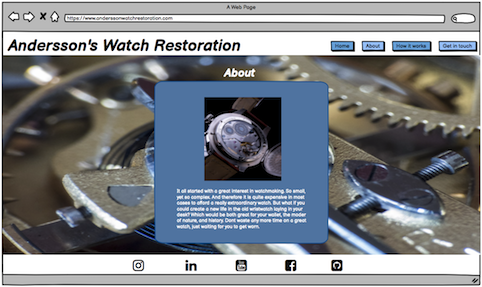 A Web Page
https://www.anderssonwatchrestoration.com
Andersson's Watch Restoration
Home
About
How it works
Get in touch
About
It all started with a great interest in watchmaking. So small,
yet so complex. And therefore it is quite expensive in most
cases to afford a really extraordinary watch. But what if you
could create a new life in the old wristwatch laying in your
desk? Which would be both great for your wallet, the moder
of nature, and history. Dont waste any more time on a great
watch, just waiting for you to get worn.